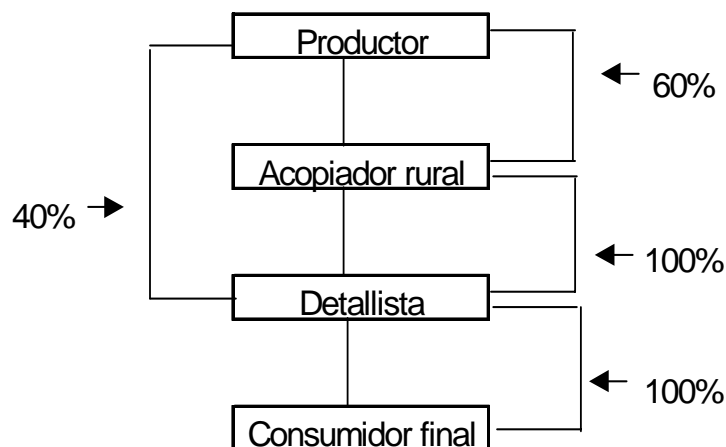 Productor
60%
Acopiador rural
40%
100%
Detallista
100%
Consumidor final